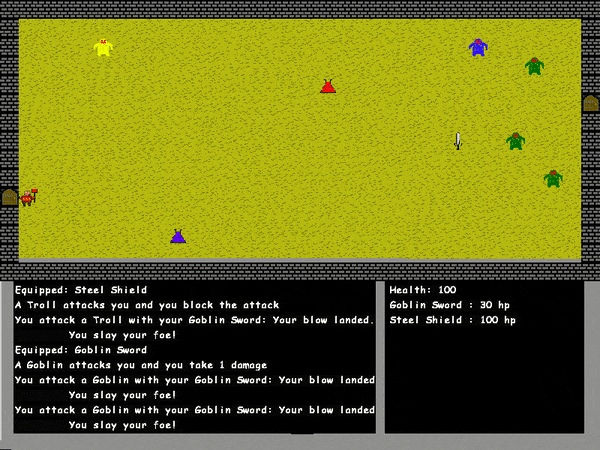 Equipped: Steel Shield
A Troll attacks you and you block the attack
You attack a Troll with your Goblin Sword: Your blow landed.
You slay your foe!
Equipped: Goblin Sword
A Goblin attacks you and you take 1 damage
You attack a Goblin with your Goblin Sword: Your blow landed
You slay your foe!
You attack a Goblin with your Goblin Sword: Your blow landed
You slay your foe!
Health: 100
Goblin Sword : 30 hp
Steel Shield : 100 hp